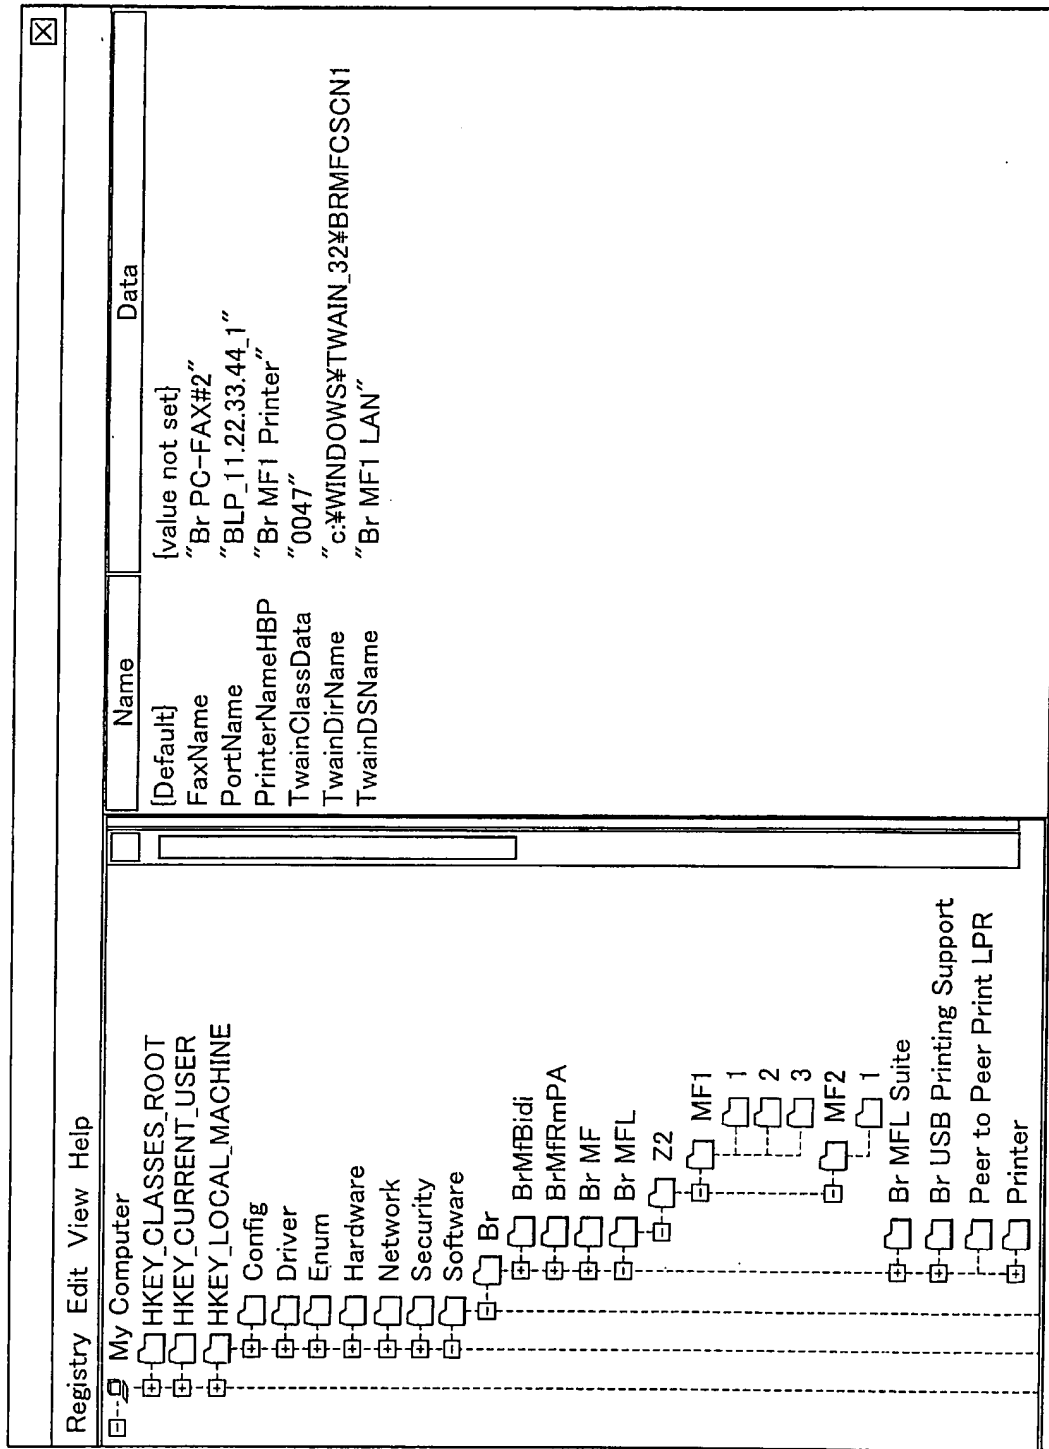 Registry Edit View Help
My Computer
HKEY_CLASSES_ROOT
HKEY_CURRENT_USER
HKEY_LOCAL_MACHINE
Config
Driver
Enum
Hardware
Network
Security
Software
Br
BrMfBidi
BrMfRmPA
Br MF
Br MFL
Z2
MF1
1
2
3
MF2
1
Br MFL Suite
Br USB Printing Support
Peer to Peer Print LPR
Printer
Name Data
{Default} {value not set}
FaxName "Br PC-FAX#2"
PortName "BLP_11.22.33.44_1"
PrinterNameHBP "Br MF1 Printer"
TwainClassData "0047"
TwainDirName "c:¥WINDOWS¥TWAIN_32¥BRMFCSCN1
TwainDSName "Br MF1 LAN"